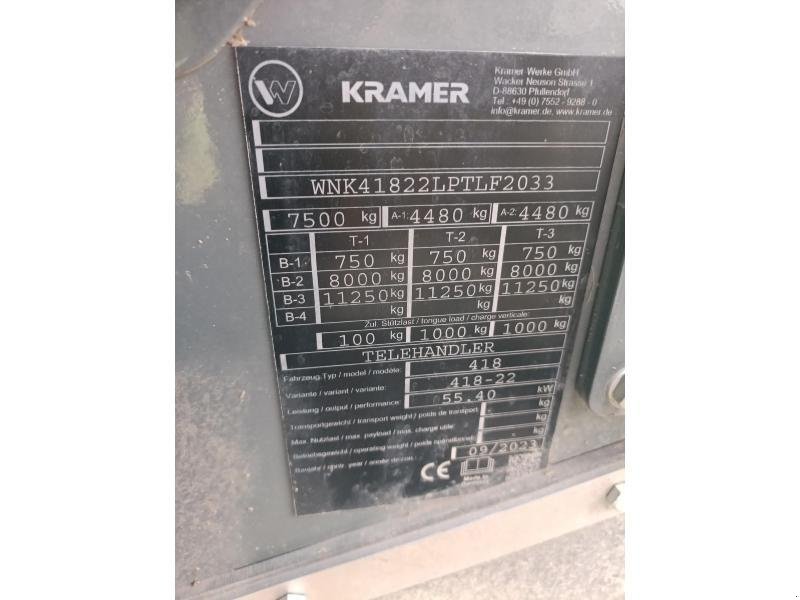 KRAMER
Kramer-Werke GmbH
Wacker Neuson Strasse 1
D-88630 Pfullendorf
Tel.: +49 (0) 7552 - 9288 - 0
info@kramer.de, www.kramer.de
WNK41822LPTLF2033
7500 kg A-1: 4480 kg A-2: 4480 kg
T-1 T-2 T-3
B-1 750 kg 750 kg 750 kg
B-2 8000 kg 8000 kg 8000 kg
B-3 11250 kg 11250 kg 11250 kg
B-4 kg kg kg
Zul. Stützlast / tongue load / charge verticale:
100 kg 1000 kg 1000 kg
TELEHANDLER
Fahrzeug Typ / model / modèle: 418
Variante / variant / variante: 418-22
Leistung / output / performance: 55.40 kW
Transportgewicht / transport weight / poids de transport: kg
Max. Nutzlast / max. payload / max. charge utile: kg
Betriebsgewicht / operating weight / poids opérationnel: kg
Baujahr / year / année de con.: 09/2023
CE
Made in